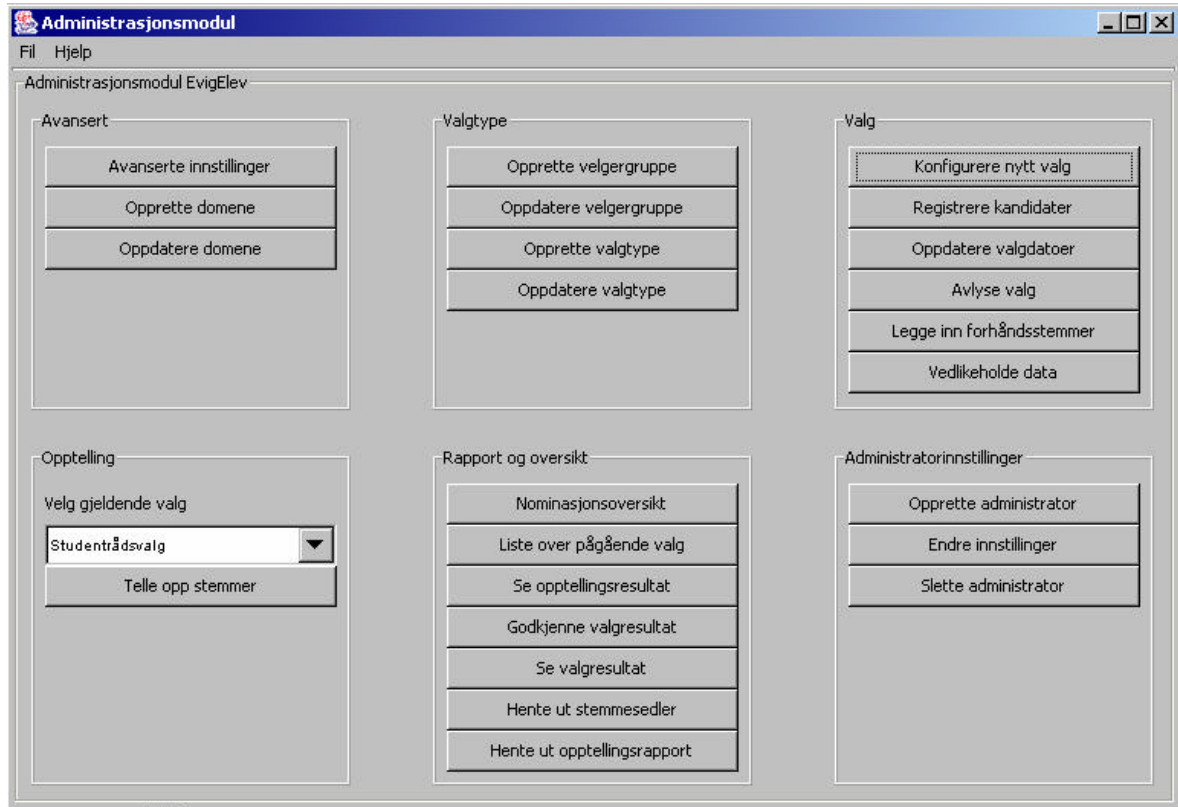 Administrasjonsmodul
Fil Hjelp
Administrasjonsmodul EvigElev
Avansert
Avanserte innstillinger
Opprette domene
Oppdatere domene
Valgtype
Opprette velgergruppe
Oppdatere velgergruppe
Opprette valgtype
Oppdatere valgtype
Valg
Konfigurere nytt valg
Registrere kandidater
Oppdatere valgdatoer
Avlyse valg
Legge inn forhåndsstemmer
Vedlikeholde data
Opptelling
Velg gjeldende valg
Studentrådsvalg
Telle opp stemmer
Rapport og oversikt
Nominasjonsoversikt
Liste over pågående valg
Se opptellingsresultat
Godkjenne valgresultat
Se valgresultat
Hente ut stemmesedler
Hente ut opptellingsrapport
Administratorinnstillinger
Opprette administrator
Endre innstillinger
Slette administrator